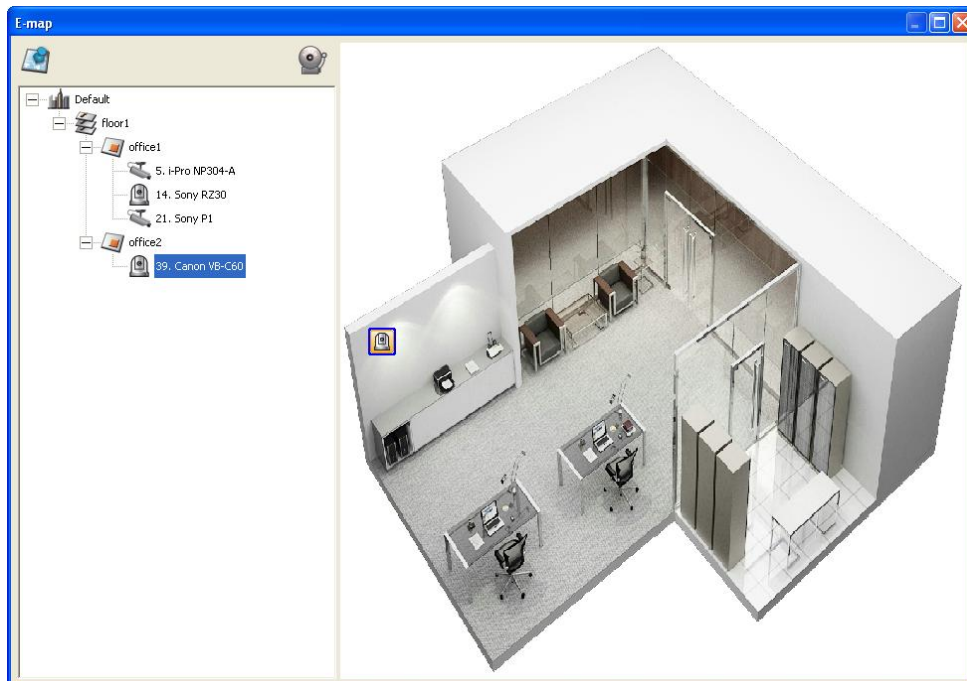 E-map
Default
floor1
office1
5. i-Pro NP304-A
14. Sony RZ30
21. Sony P1
office2
39. Canon VB-C60